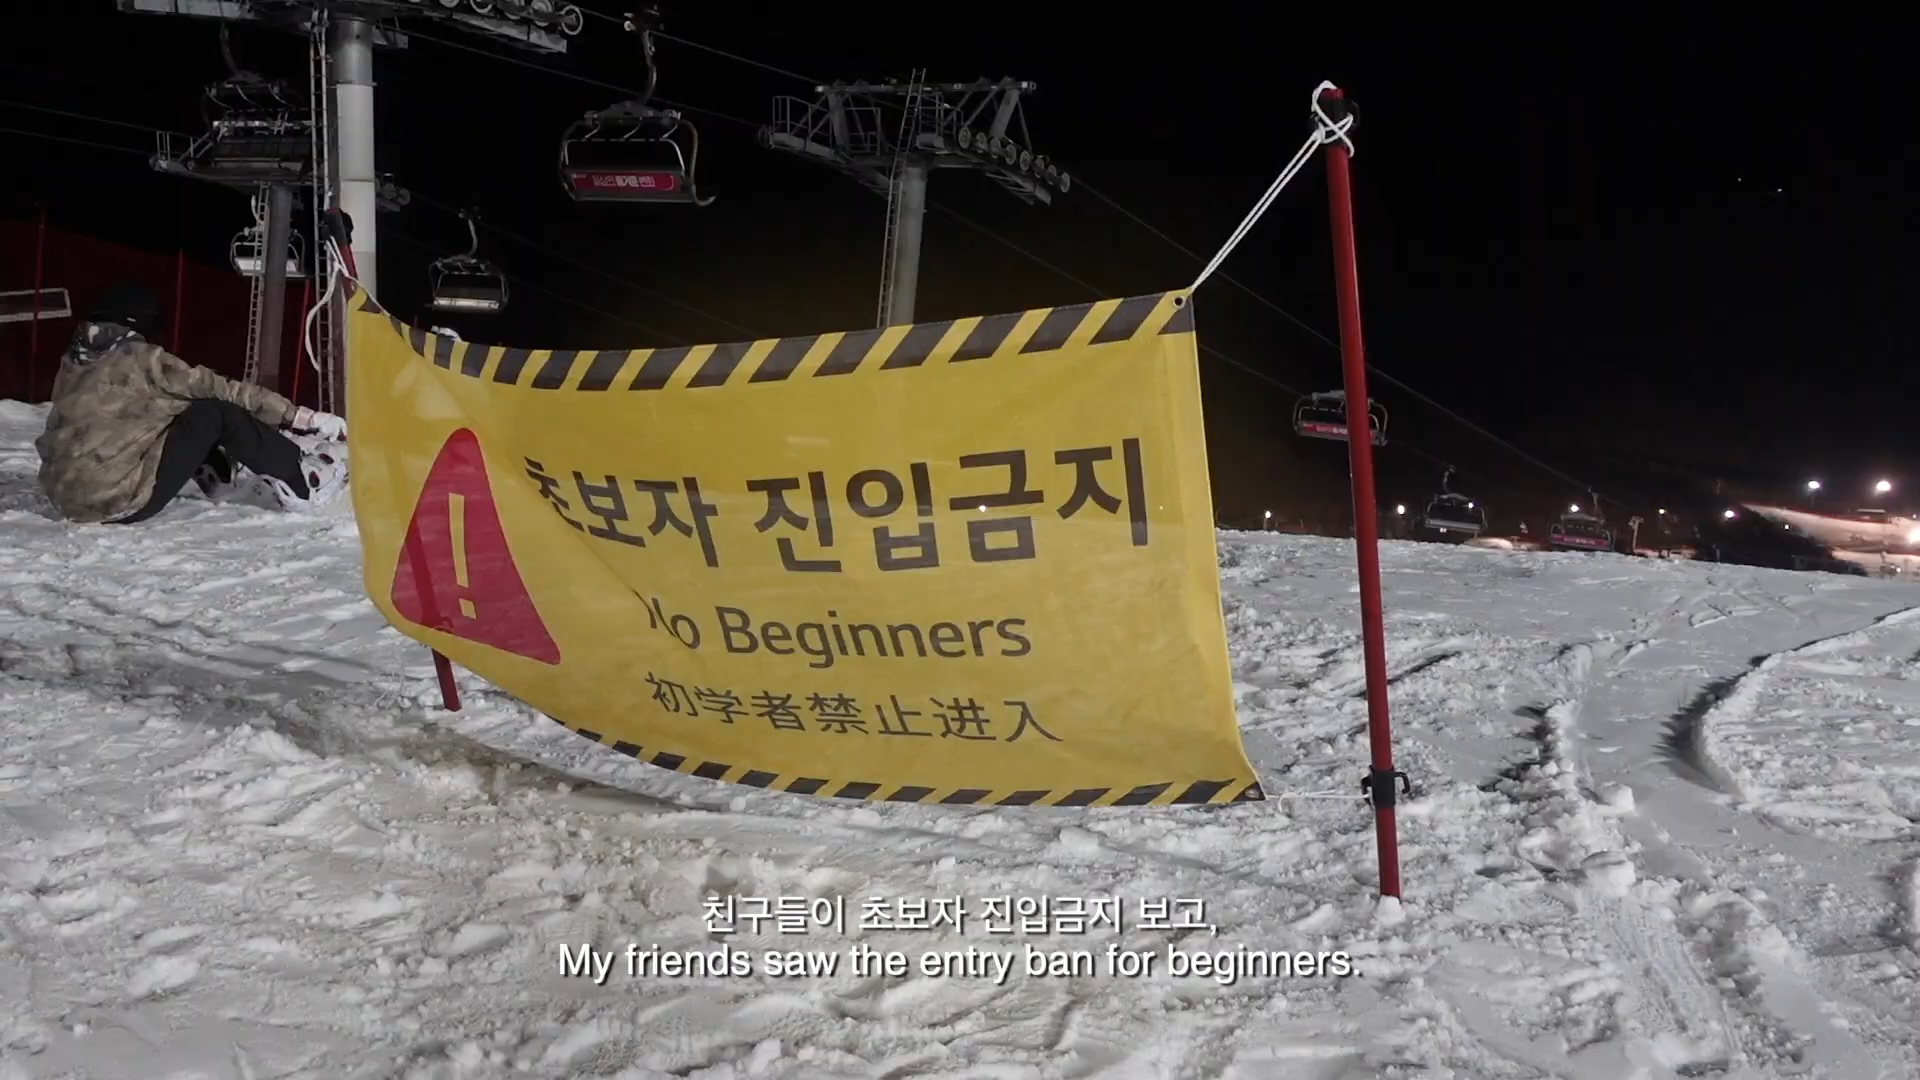 초보자 진입금지
No Beginners
初学者禁止进入
친구들이 초보자 진입금지 보고,
My friends saw the entry ban for beginners.